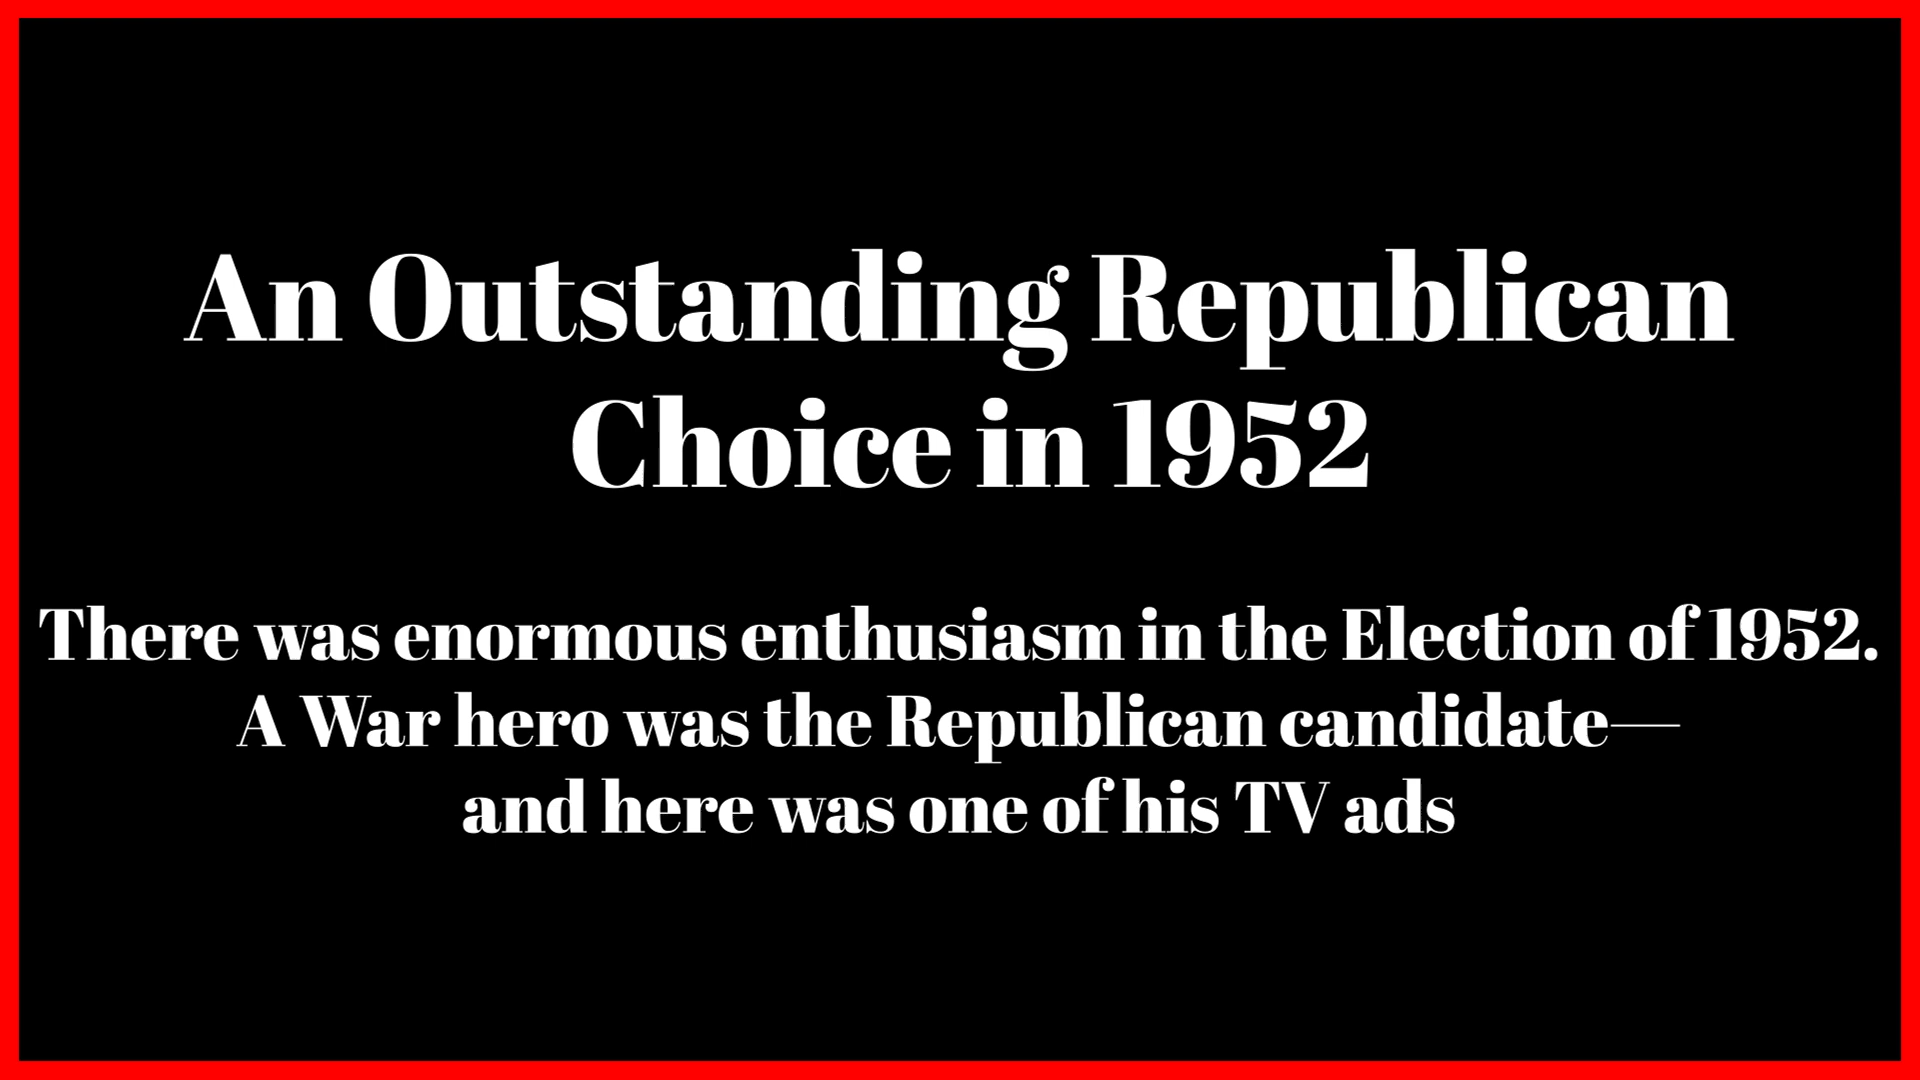 An Outstanding Republican
Choice in 1952
There was enormous enthusiasm in the Election of 1952.
A War hero was the Republican candidate—
and here was one of his TV ads